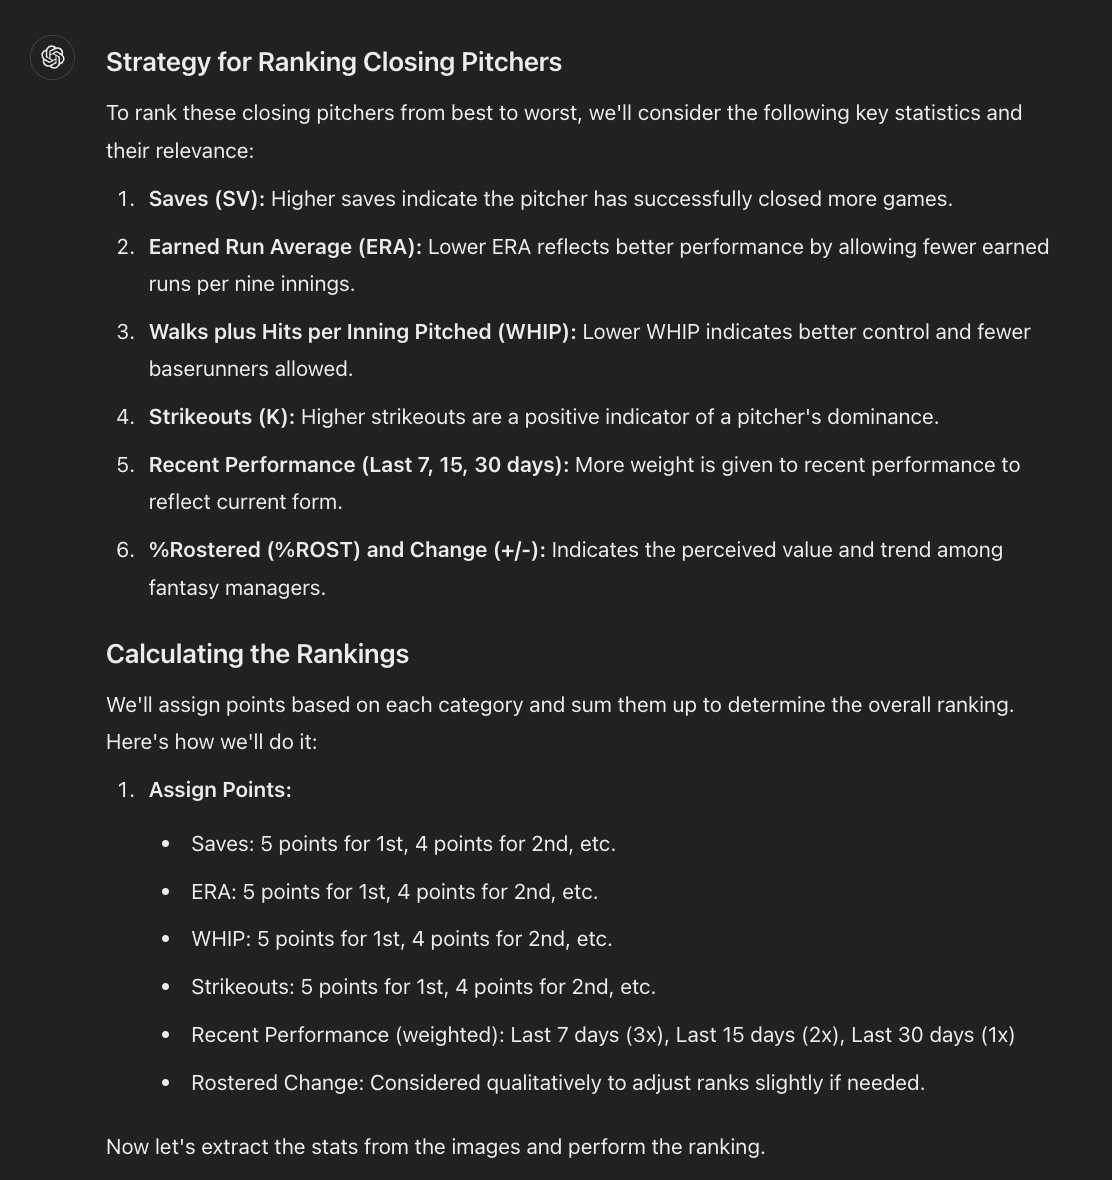 Strategy for Ranking Closing Pitchers
To rank these closing pitchers from best to worst, we'll consider the following key statistics and
their relevance:
1. Saves (SV): Higher saves indicate the pitcher has successfully closed more games.
2. Earned Run Average (ERA): Lower ERA reflects better performance by allowing fewer earned
runs per nine innings.
3. Walks plus Hits per Inning Pitched (WHIP): Lower WHIP indicates better control and fewer
baserunners allowed.
4. Strikeouts (K): Higher strikeouts are a positive indicator of a pitcher's dominance.
5. Recent Performance (Last 7, 15, 30 days): More weight is given to recent performance to
reflect current form.
6. %Rostered (%ROST) and Change (+/-): Indicates the perceived value and trend among
fantasy managers.
Calculating the Rankings
We'll assign points based on each category and sum them up to determine the overall ranking.
Here's how we'll do it:
1. Assign Points:
• Saves: 5 points for 1st, 4 points for 2nd, etc.
• ERA: 5 points for 1st, 4 points for 2nd, etc.
• WHIP: 5 points for 1st, 4 points for 2nd, etc.
• Strikeouts: 5 points for 1st, 4 points for 2nd, etc.
• Recent Performance (weighted): Last 7 days (3x), Last 15 days (2x), Last 30 days (1x)
• Rostered Change: Considered qualitatively to adjust ranks slightly if needed.
Now let's extract the stats from the images and perform the ranking.